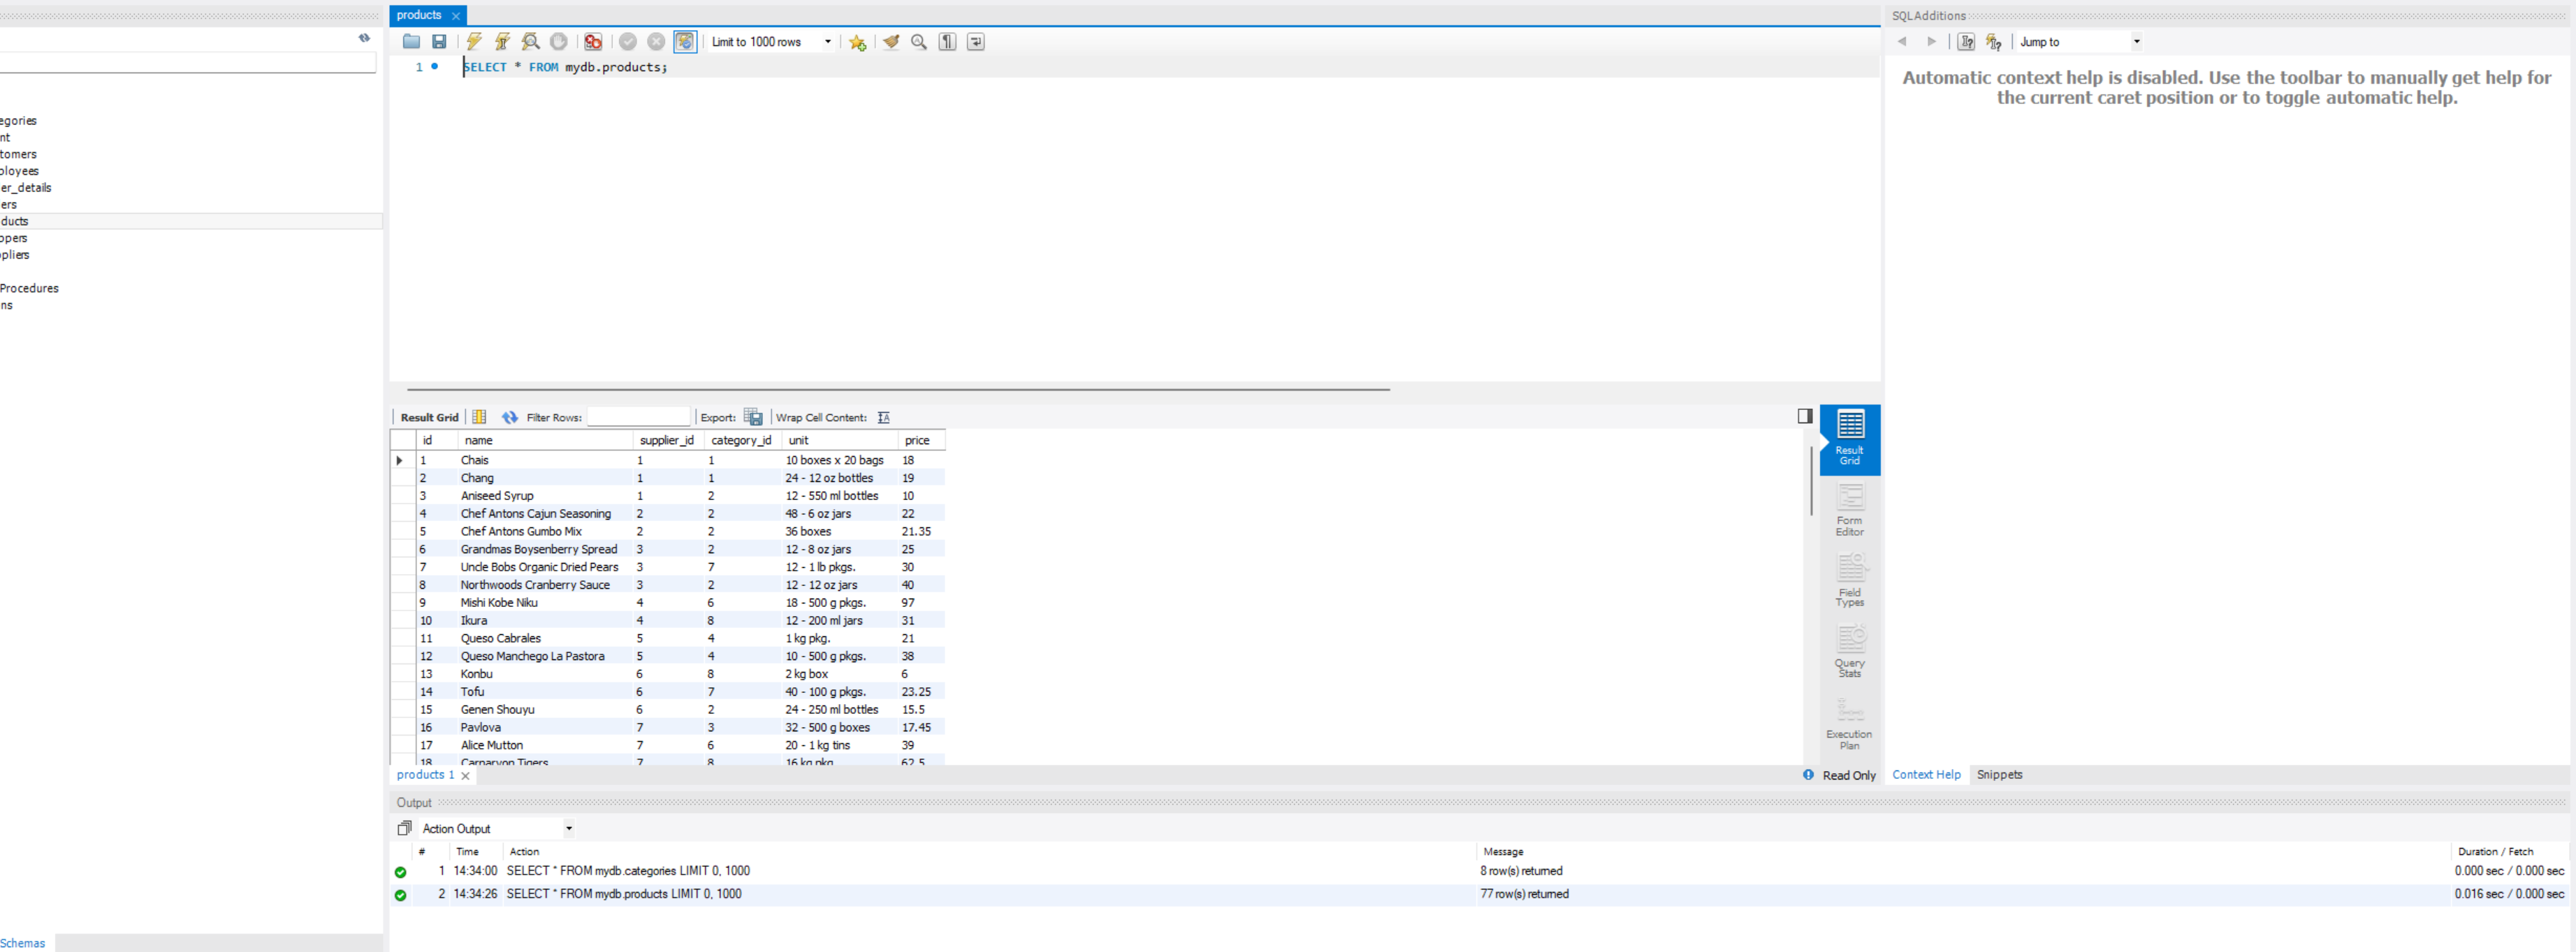 products
SQLAdditions
Limit to 1000 rows
Jump to
1 SELECT * FROM mydb.products;
Automatic context help is disabled. Use the toolbar to manually get help for
the current caret position or to toggle automatic help.
egories
nt
tomers
ployees
er_details
ers
ducts
ppers
pliers
Procedures
ns
Schemas
Result Grid Filter Rows: Export: Wrap Cell Content:
id name supplier_id category_id unit price
1 Chais 1 1 10 boxes x 20 bags 18
2 Chang 1 1 24 - 12 oz bottles 19
3 Aniseed Syrup 1 2 12 - 550 ml bottles 10
4 Chef Antons Cajun Seasoning 2 2 48 - 6 oz jars 22
5 Chef Antons Gumbo Mix 2 2 36 boxes 21.35
6 Grandmas Boysenberry Spread 3 2 12 - 8 oz jars 25
7 Uncle Bobs Organic Dried Pears 3 7 12 - 1 lb pkgs. 30
8 Northwoods Cranberry Sauce 3 2 12 - 12 oz jars 40
9 Mishi Kobe Niku 4 6 18 - 500 g pkgs. 97
10 Ikura 4 8 12 - 200 ml jars 31
11 Queso Cabrales 5 4 1 kg pkg. 21
12 Queso Manchego La Pastora 5 4 10 - 500 g pkgs. 38
13 Konbu 6 8 2 kg box 6
14 Tofu 6 7 40 - 100 g pkgs. 23.25
15 Genen Shouyu 6 2 24 - 250 ml bottles 15.5
16 Pavlova 7 3 32 - 500 g boxes 17.45
17 Alice Mutton 7 6 20 - 1 kg tins 39
18 Carnarvon Tigers 7 8 16 kg pkg 62.5
Result
Grid
Form
Editor
Field
Types
Query
Stats
Execution
Plan
products 1
Read Only
Context Help Snippets
Output
Action Output
# Time Action Message Duration / Fetch
1 14:34:00 SELECT * FROM mydb.categories LIMIT 0, 1000 8 row(s) returned 0.000 sec / 0.000 sec
2 14:34:26 SELECT * FROM mydb.products LIMIT 0, 1000 77 row(s) returned 0.016 sec / 0.000 sec